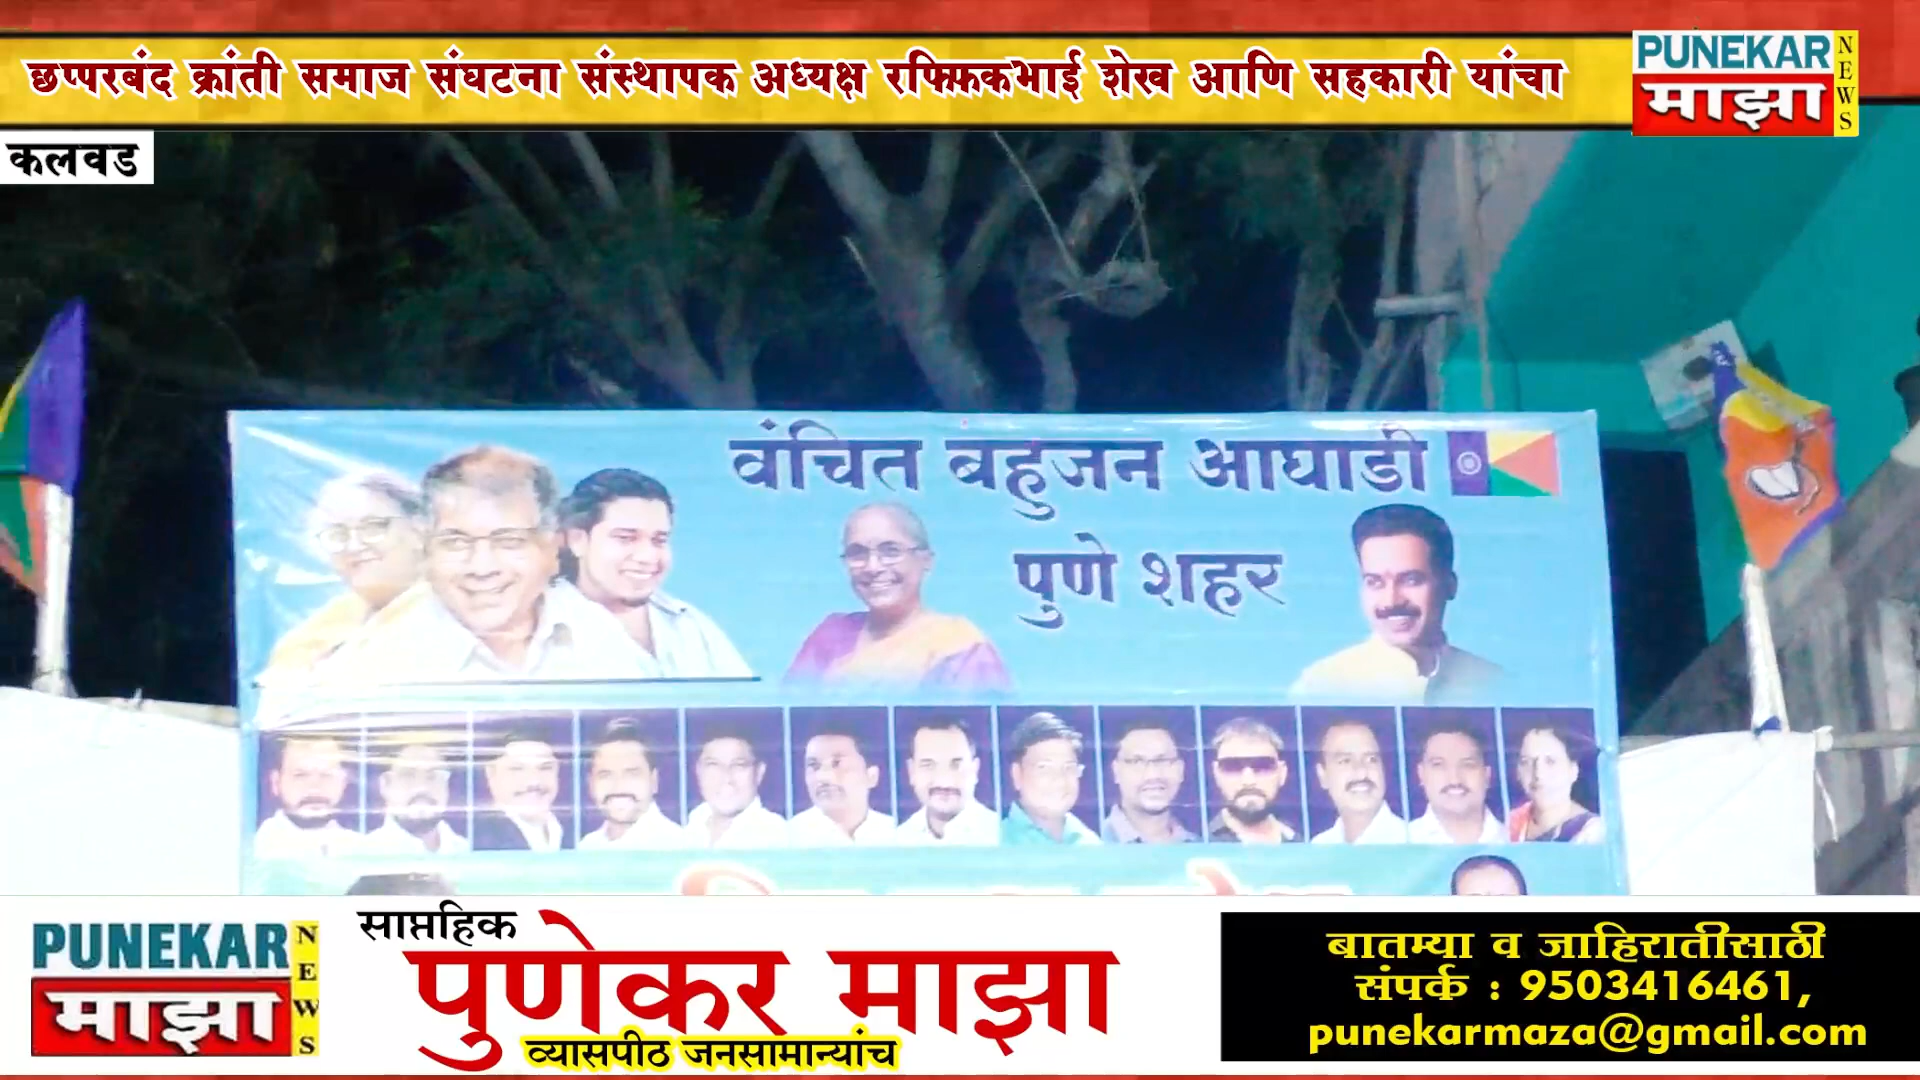 छप्परबंद क्रांती समाज संघटना संस्थापक अध्यक्ष रफ्फिकभाई शेख आणि सहकारी यांचा
PUNEKAR
माझा
NEWS
कलवड
वंचित बहुजन आघाडी
पुणे शहर
PUNEKAR
माझा
NEWS
साप्ताहिक
पुणेकर माझा
व्यासपीठ जनसामान्यांच
बातम्या व जाहिरातीसाठी
संपर्क : 9503416461,
punekarmaza@gmail.com